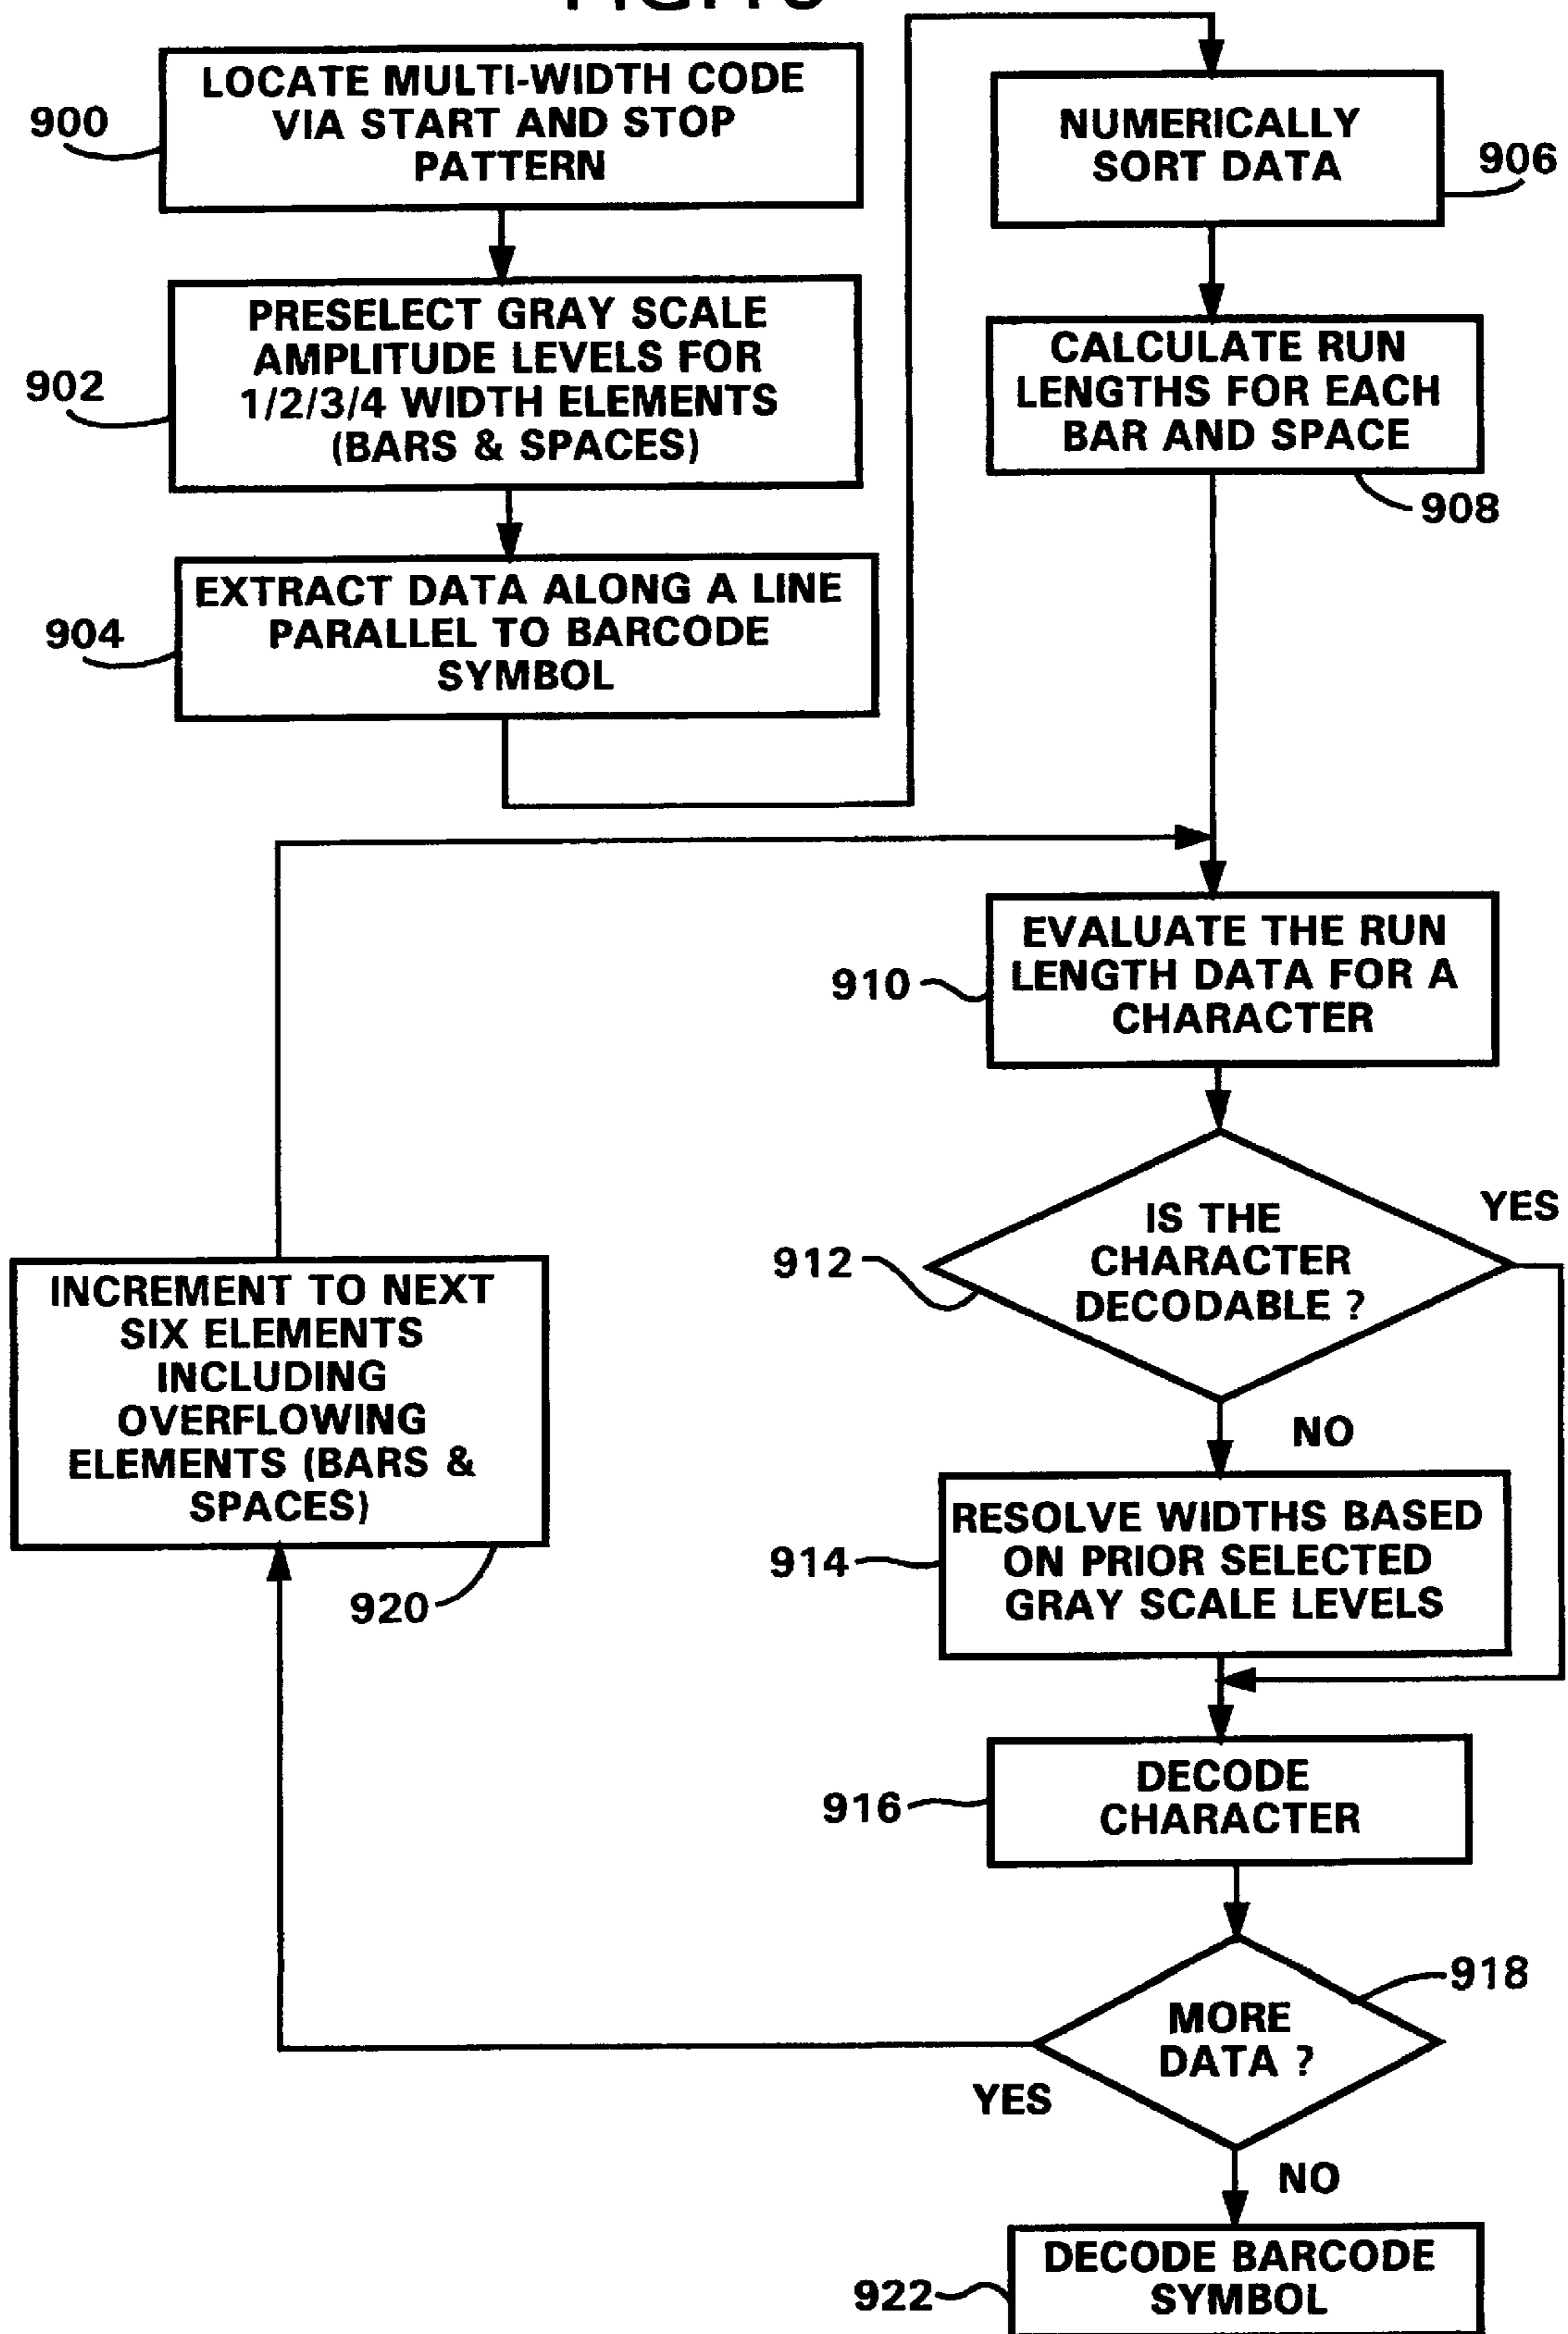 900
LOCATE MULTI-WIDTH CODE
VIA START AND STOP
PATTERN
902
PRESELECT GRAY SCALE
AMPLITUDE LEVELS FOR
1/2/3/4 WIDTH ELEMENTS
(BARS & SPACES)
904
EXTRACT DATA ALONG A LINE
PARALLEL TO BARCODE
SYMBOL
NUMERICALLY
SORT DATA
906
CALCULATE RUN
LENGTHS FOR EACH
BAR AND SPACE
908
910
EVALUATE THE RUN
LENGTH DATA FOR A
CHARACTER
912
IS THE
CHARACTER
DECODABLE ?
YES
NO
914
RESOLVE WIDTHS BASED
ON PRIOR SELECTED
GRAY SCALE LEVELS
916
DECODE
CHARACTER
918
MORE
DATA ?
YES
NO
INCREMENT TO NEXT
SIX ELEMENTS
INCLUDING
OVERFLOWING
ELEMENTS (BARS &
SPACES)
920
922
DECODE BARCODE
SYMBOL